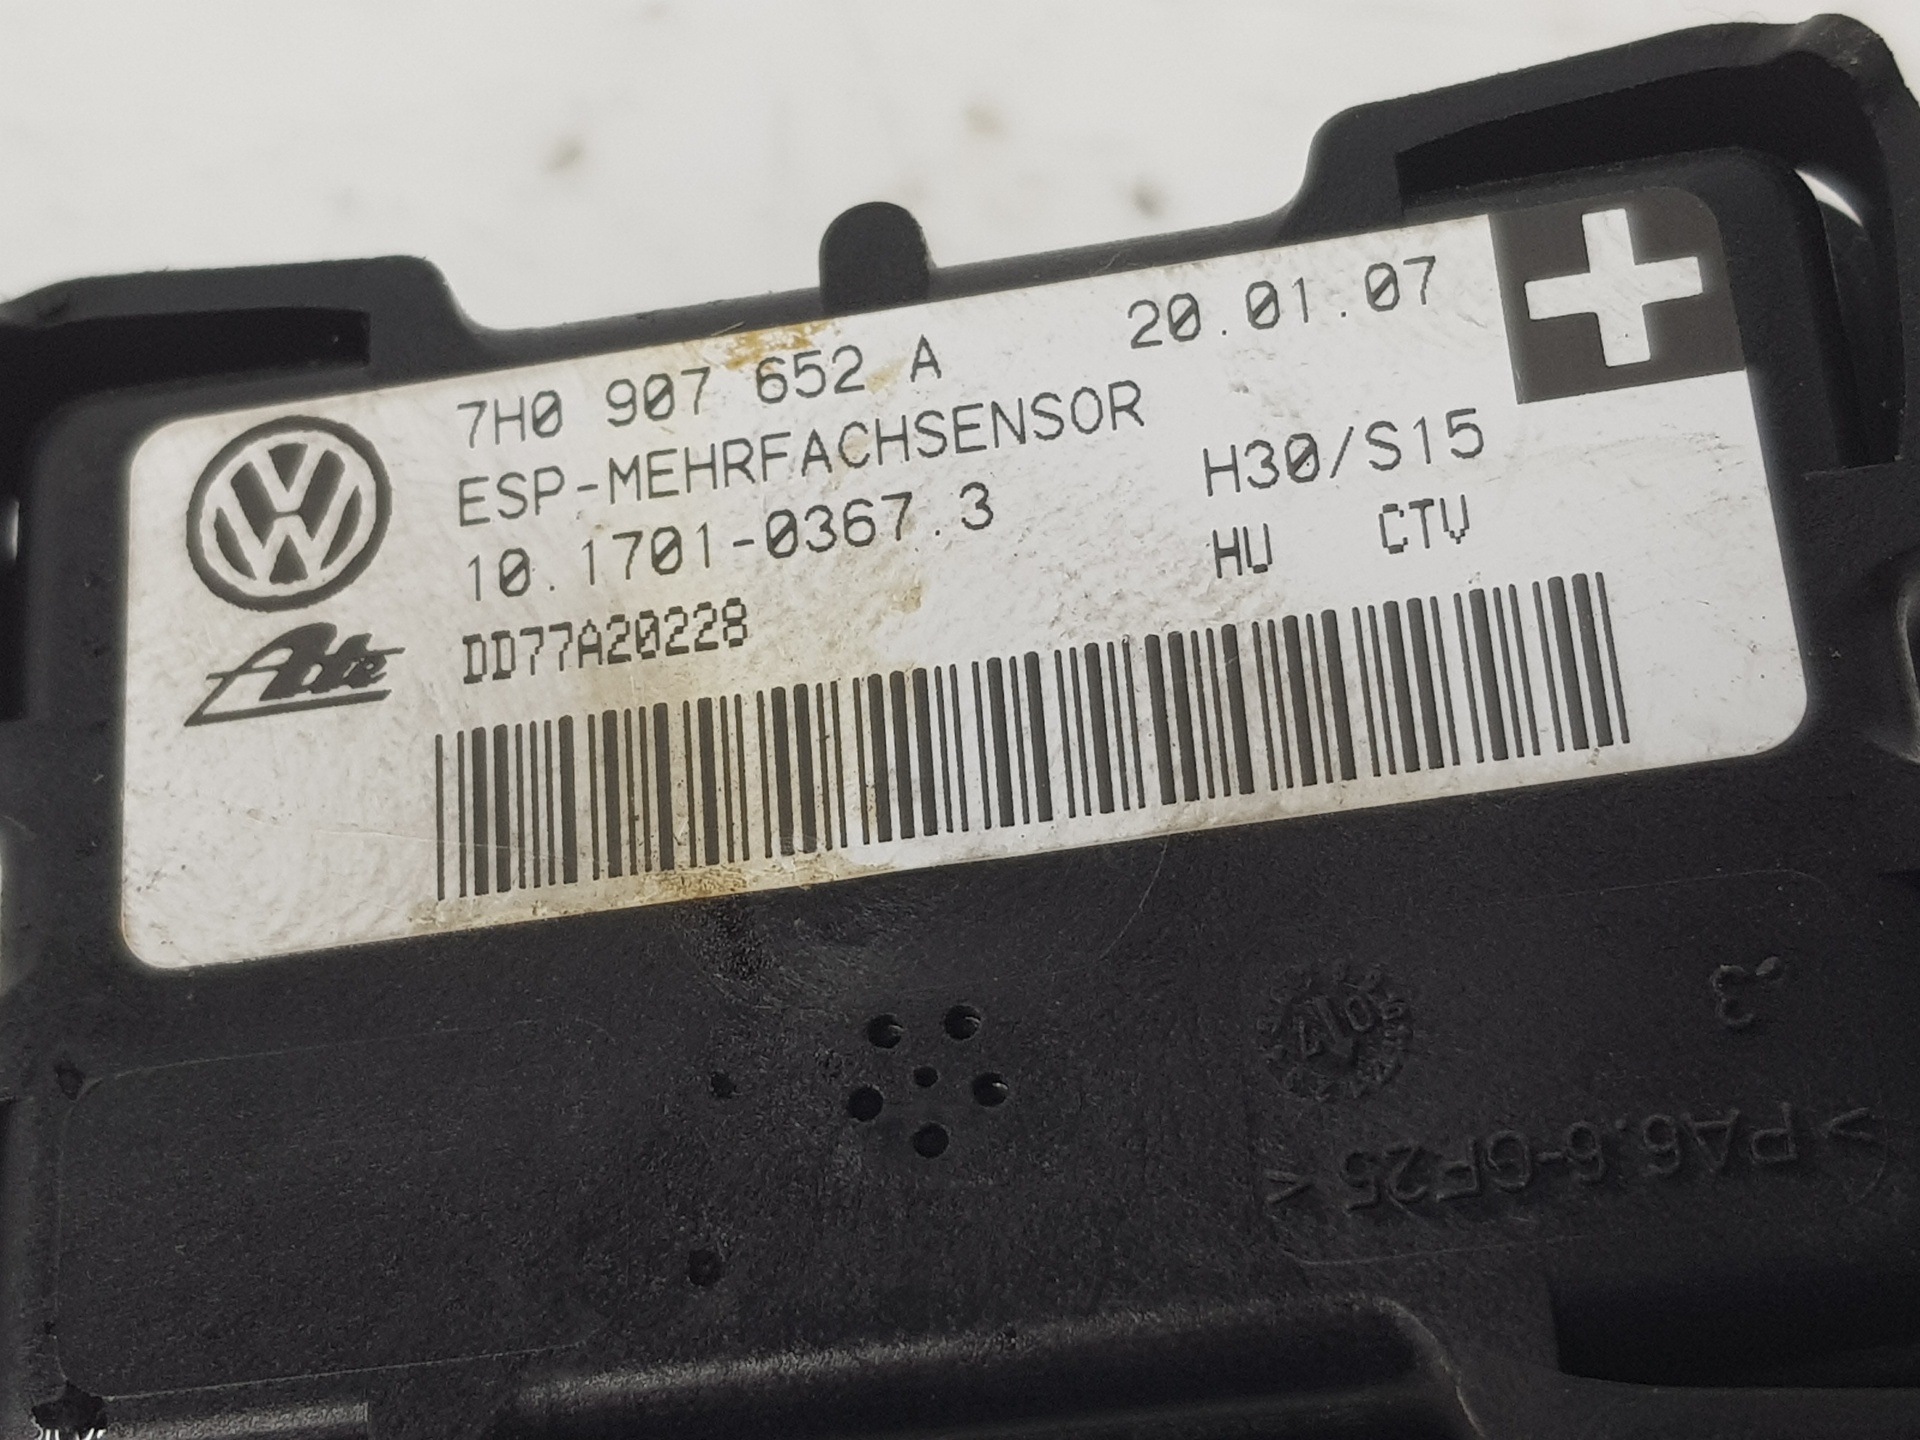 7H0 907 652 A 20.01.07
ESP-MEHRFACHSENSOR
10.1701-0367.3 H30/S15
HU CTV
DD77A20228
Ate
3
>PA6.6-GF25<